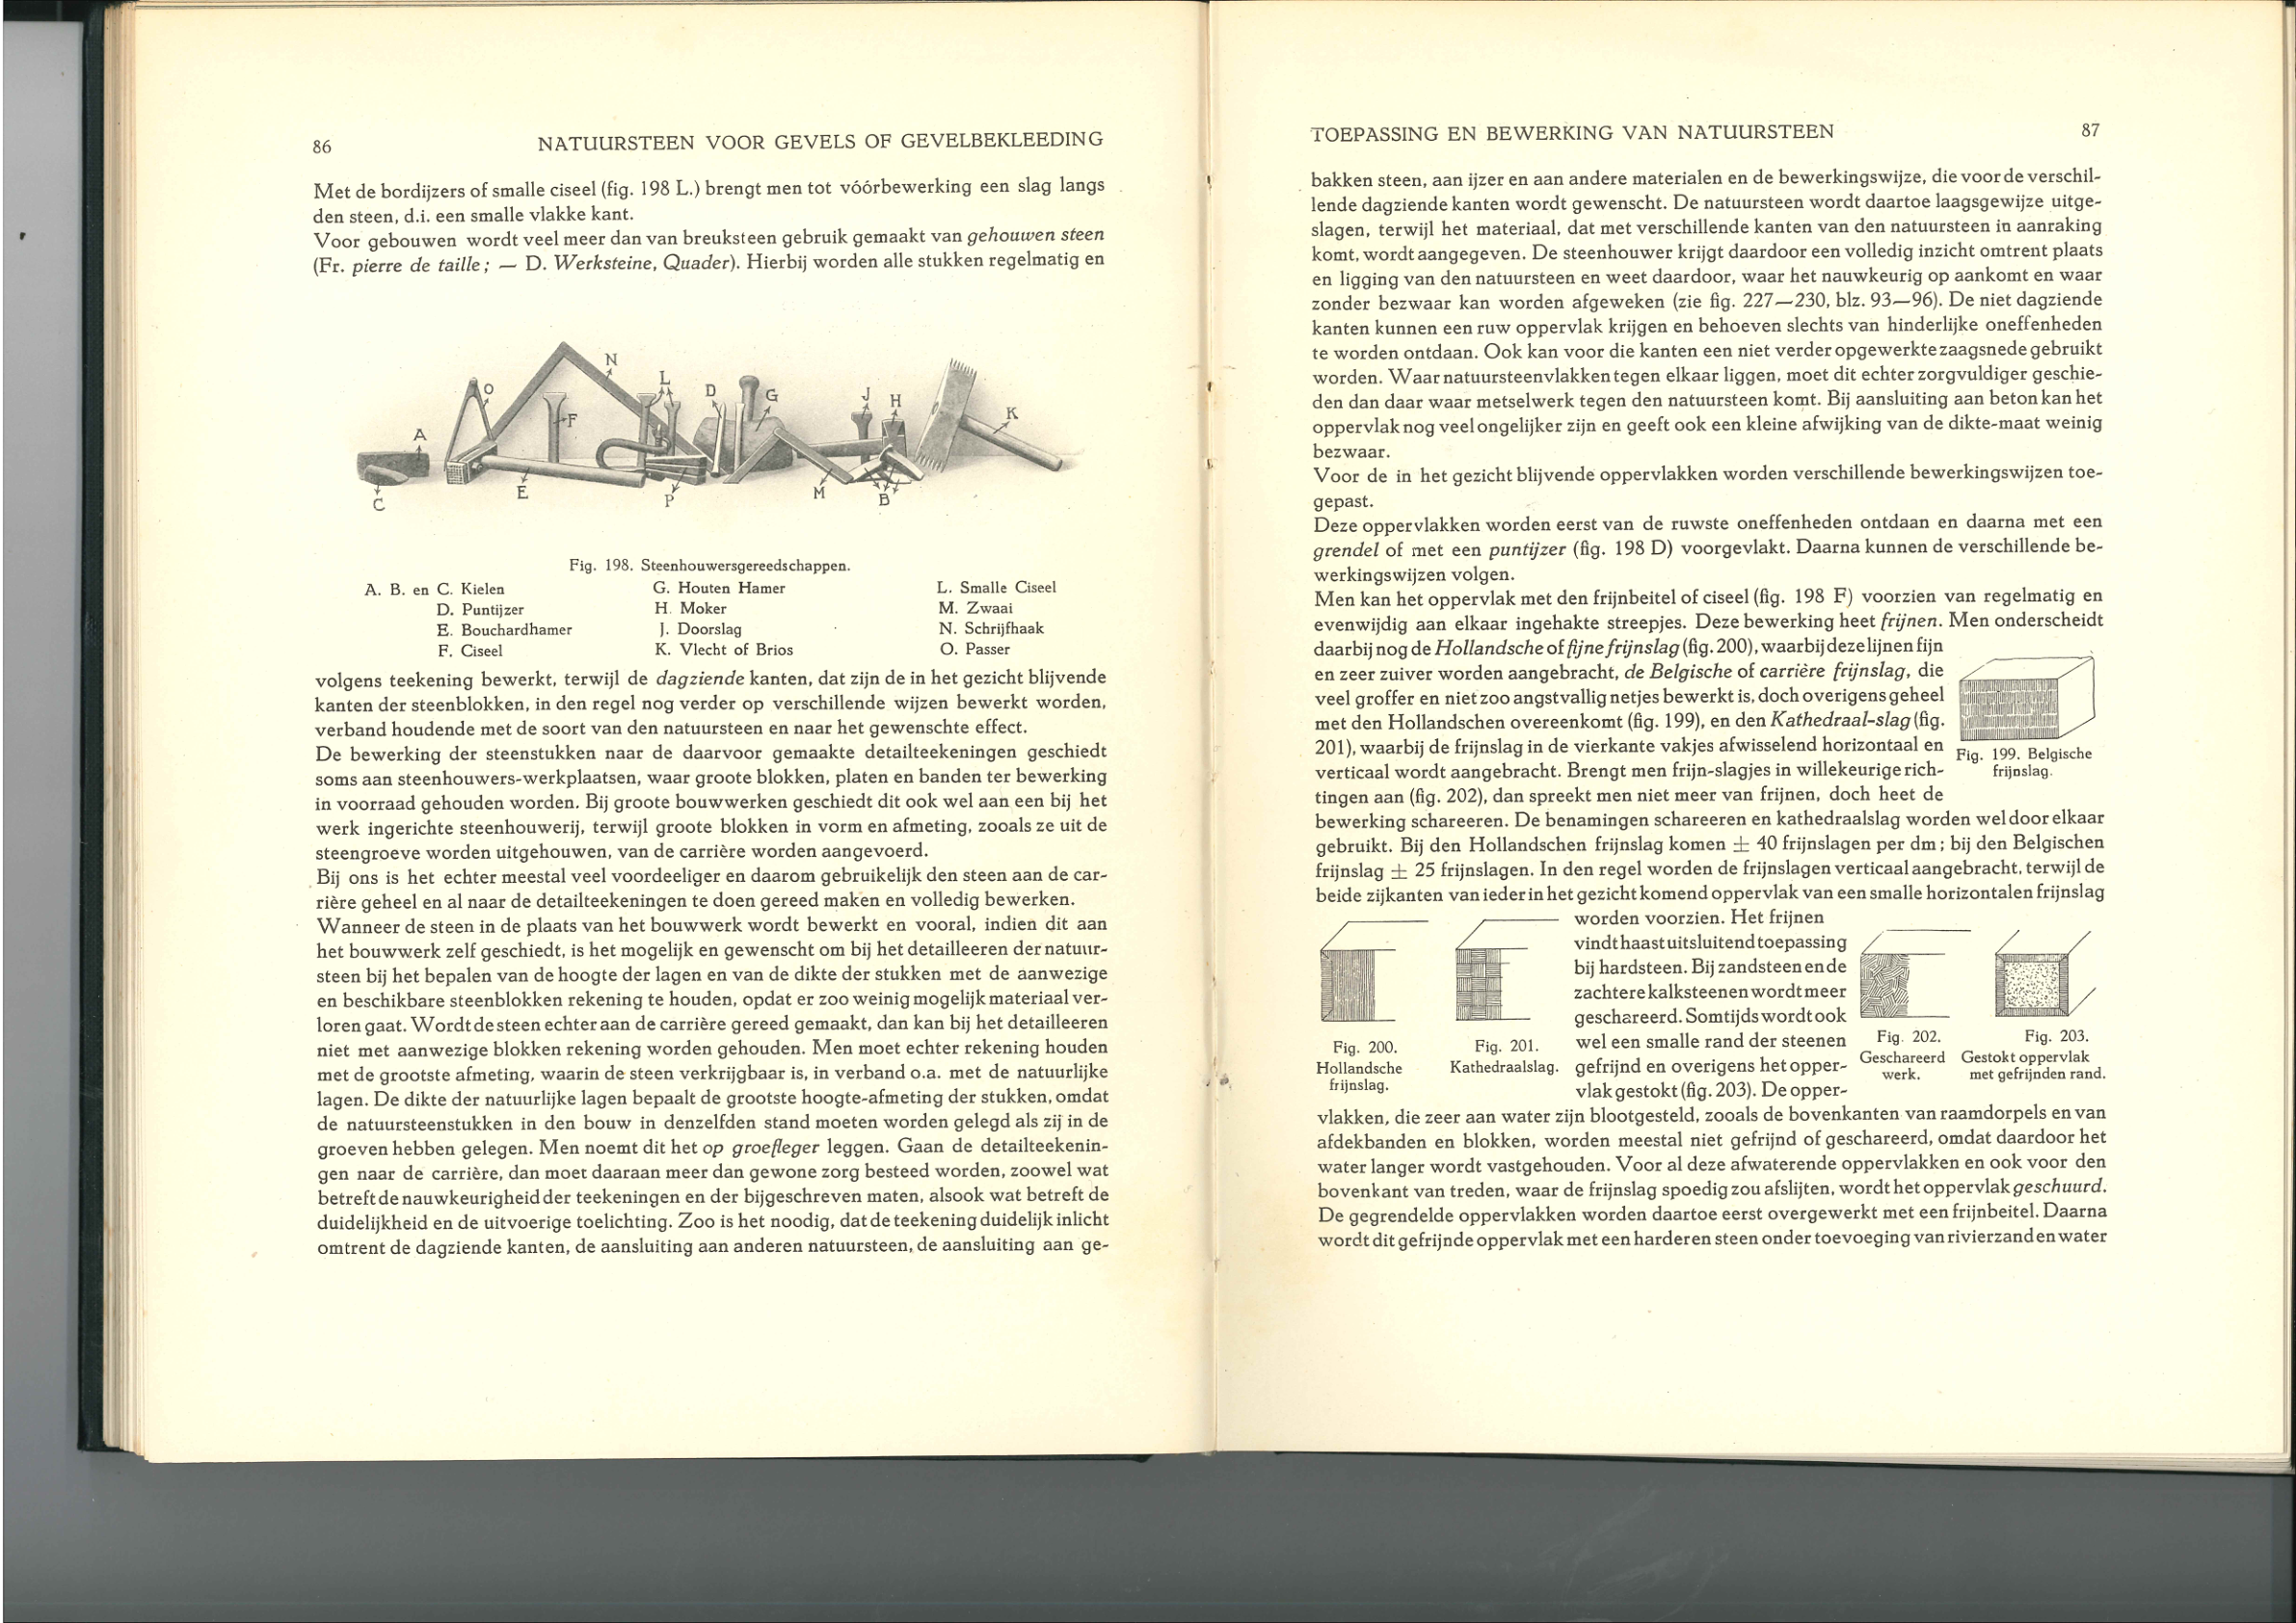 86
NATUURSTEEN VOOR GEVELS OF GEVELBEKLEEDING
Met de bordijzers of smalle ciseel (fig. 198 L.) brengt men tot vóórbewerking een slag langs
den steen, d.i. een smalle vlakke kant.
Voor gebouwen wordt veel meer dan van breuksteen gebruik gemaakt van gehouwen steen
(Fr. pierre de taille; — D. Werksteine, Quader). Hierbij worden alle stukken regelmatig en
A
C
O
E
F
N
L
P
D
G
M
J
H
B
K
Fig. 198. Steenhouwersgereedschappen.
A. B. en C. Kielen
D. Puntijzer
E. Bouchardhamer
F. Ciseel
G. Houten Hamer
H. Moker
J. Doorslag
K. Vlecht of Brios
L. Smalle Ciseel
M. Zwaai
N. Schrijfhaak
O. Passer
volgens teekening bewerkt, terwijl de dagziende kanten, dat zijn de in het gezicht blijvende
kanten der steenblokken, in den regel nog verder op verschillende wijzen bewerkt worden,
verband houdende met de soort van den natuursteen en naar het gewenschte effect.
De bewerking der steenstukken naar de daarvoor gemaakte detailteekeningen geschiedt
soms aan steenhouwers-werkplaatsen, waar groote blokken, platen en banden ter bewerking
in voorraad gehouden worden. Bij groote bouwwerken geschiedt dit ook wel aan een bij het
werk ingerichte steenhouwerij, terwijl groote blokken in vorm en afmeting, zooals ze uit de
steengroeve worden uitgehouwen, van de carrière worden aangevoerd.
Bij ons is het echter meestal veel voordeeliger en daarom gebruikelijk den steen aan de car-
rière geheel en al naar de detailteekeningen te doen gereed maken en volledig bewerken.
Wanneer de steen in de plaats van het bouwwerk wordt bewerkt en vooral, indien dit aan
het bouwwerk zelf geschiedt, is het mogelijk en gewenscht om bij het detailleeren der natuur-
steen bij het bepalen van de hoogte der lagen en van de dikte der stukken met de aanwezige
en beschikbare steenblokken rekening te houden, opdat er zoo weinig mogelijk materiaal ver-
loren gaat. Wordt de steen echter aan de carrière gereed gemaakt, dan kan bij het detailleeren
niet met aanwezige blokken rekening worden gehouden. Men moet echter rekening houden
met de grootste afmeting, waarin de steen verkrijgbaar is, in verband o.a. met de natuurlijke
lagen. De dikte der natuurlijke lagen bepaalt de grootste hoogte-afmeting der stukken, omdat
de natuursteenstukken in den bouw in denzelfden stand moeten worden gelegd als zij in de
groeven hebben gelegen. Men noemt dit het op groefleger leggen. Gaan de detailteekenin-
gen naar de carrière, dan moet daaraan meer dan gewone zorg besteed worden, zoowel wat
betreft de nauwkeurigheid der teekeningen en der bijgeschreven maten, alsook wat betreft de
duidelijkheid en de uitvoerige toelichting. Zoo is het noodig, dat de teekening duidelijk inlicht
omtrent de dagziende kanten, de aansluiting aan anderen natuursteen, de aansluiting aan ge-
TOEPASSING EN BEWERKING VAN NATUURSTEEN
87
bakken steen, aan ijzer en aan andere materialen en de bewerkingswijze, die voor de verschil-
lende dagziende kanten wordt gewenscht. De natuursteen wordt daartoe laagsgewijze uitge-
slagen, terwijl het materiaal, dat met verschillende kanten van den natuursteen in aanraking
komt, wordt aangegeven. De steenhouwer krijgt daardoor een volledig inzicht omtrent plaats
en ligging van den natuursteen en weet daardoor, waar het nauwkeurig op aankomt en waar
zonder bezwaar kan worden afgeweken (zie fig. 227—230, blz. 93—96). De niet dagziende
kanten kunnen een ruw oppervlak krijgen en behoeven slechts van hinderlijke oneffenheden
te worden ontdaan. Ook kan voor die kanten een niet verder opgewerkte zaagsnede gebruikt
worden. Waar natuursteenvlakken tegen elkaar liggen, moet dit echter zorgvuldiger geschie-
den dan daar waar metselwerk tegen den natuursteen komt. Bij aansluiting aan beton kan het
oppervlak nog veel ongelijker zijn en geeft ook een kleine afwijking van de dikte-maat weinig
bezwaar.
Voor de in het gezicht blijvende oppervlakken worden verschillende bewerkingswijzen toe-
gepast.
Deze oppervlakken worden eerst van de ruwste oneffenheden ontdaan en daarna met een
grendel of met een puntijzer (fig. 198 D) voorgevlakt. Daarna kunnen de verschillende be-
werkingswijzen volgen.
Men kan het oppervlak met den frijnbeitel of ciseel (fig. 198 F) voorzien van regelmatig en
evenwijdig aan elkaar ingehakte streepjes. Deze bewerking heet frijnen. Men onderscheidt
daarbij nog de Hollandsche of fijne frijnslag (fig. 200), waarbij deze lijnen fijn
en zeer zuiver worden aangebracht, de Belgische of carrière frijnslag, die
veel groffer en niet zoo angstvallig netjes bewerkt is, doch overigens geheel
met den Hollandschen overeenkomt (fig. 199), en den Kathedraal-slag (fig.
201), waarbij de frijnslag in de vierkante vakjes afwisselend horizontaal en
verticaal wordt aangebracht. Brengt men frijn-slagjes in willekeurige rich-
tingen aan (fig. 202), dan spreekt men niet meer van frijnen, doch heet de
Fig. 199. Belgische
frijnslag.
bewerking schareeren. De benamingen schareeren en kathedraalslag worden wel door elkaar
gebruikt. Bij den Hollandschen frijnslag komen ± 40 frijnslagen per dm; bij den Belgischen
frijnslag ± 25 frijnslagen. In den regel worden de frijnslagen verticaal aangebracht, terwijl de
beide zijkanten van ieder in het gezicht komend oppervlak van een smalle horizontalen frijnslag
worden voorzien. Het frijnen
vindt haast uitsluitend toepassing
bij hardsteen. Bij zandsteen en de
zachtere kalksteenen wordt meer
geschareerd. Somtijds wordt ook
wel een smalle rand der steenen
gefrijnd en overigens het opper-
vlak gestokt (fig. 203). De opper-
Fig. 200.
Hollandsche
frijnslag.
Fig. 201.
Kathedraalslag.
Fig. 202.
Geschareerd
werk.
Fig. 203.
Gestokt oppervlak
met gefrijnden rand.
vlakken, die zeer aan water zijn blootgesteld, zooals de bovenkanten van raamdorpels en van
afdekbanden en blokken, worden meestal niet gefrijnd of geschareerd, omdat daardoor het
water langer wordt vastgehouden. Voor al deze afwaterende oppervlakken en ook voor den
bovenkant van treden, waar de frijnslag spoedig zou afslijten, wordt het oppervlak geschuurd.
De gegrendelde oppervlakken worden daartoe eerst overgewerkt met een frijnbeitel. Daarna
wordt dit gefrijnde oppervlak met een harderen steen onder toevoeging van rivierzand en water